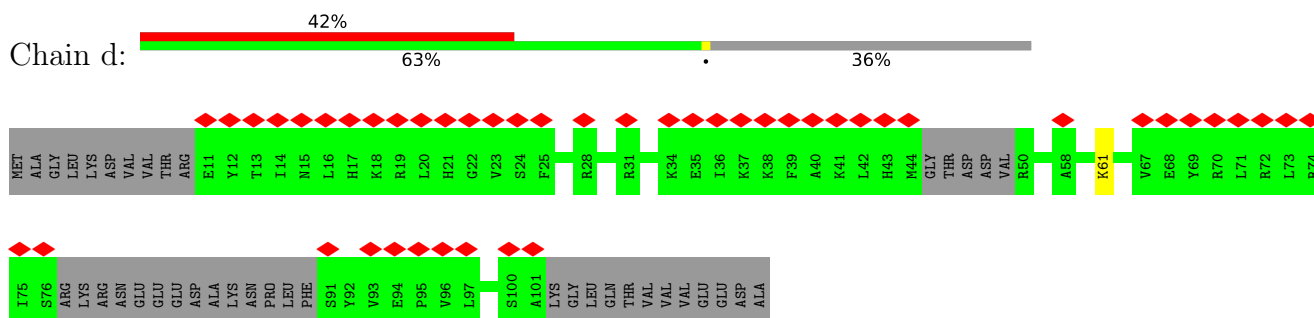 42%
Chain d:
63%
•
36%
MET ALA GLY LEU LYS ASP VAL VAL THR ARG E11 Y12 T13 I14 N15 L16 H17 K18 R19 L20 H21 G22 V23 S24 F25 R28 R31 K34 E35 I36 K37 K38 F39 A40 K41 L42 H43 M44 GLY THR ASP ASP VAL R50 A58 K61 V67 E68 Y69 R70 L71 R72 L73 R74
I75 S76 ARG LYS ARG ASN GLU GLU GLU ASP ALA LYS ASN PRO LEU PHE S91 Y92 V93 E94 P95 V96 L97 S100 A101 LYS GLY LEU GLN THR VAL VAL VAL GLU GLU ASP ALA